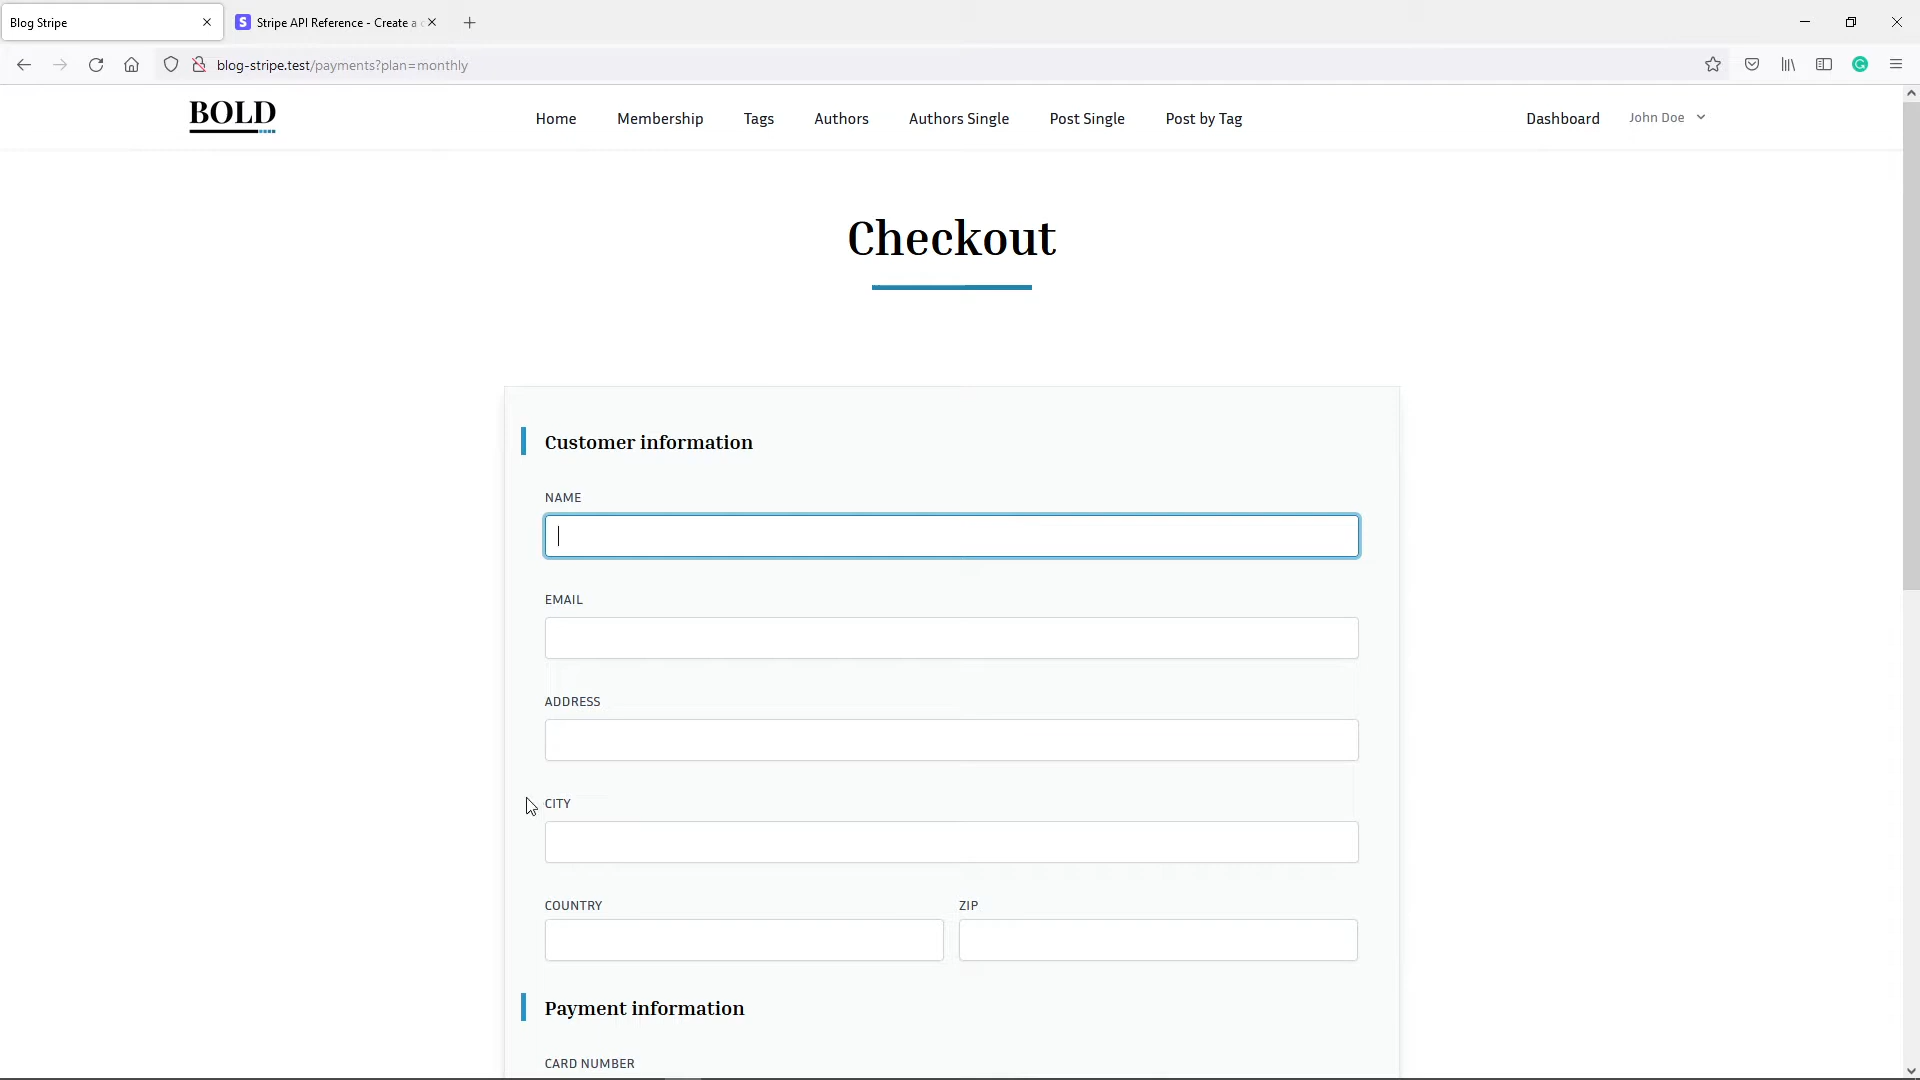 Blog Stripe
S Stripe API Reference - Create a
blog-stripe.test/payments?plan=monthly
BOLD
Home Membership Tags Authors Authors Single Post Single Post by Tag Dashboard John Doe
Checkout
Customer information
NAME
EMAIL
ADDRESS
CITY
COUNTRY ZIP
Payment information
CARD NUMBER